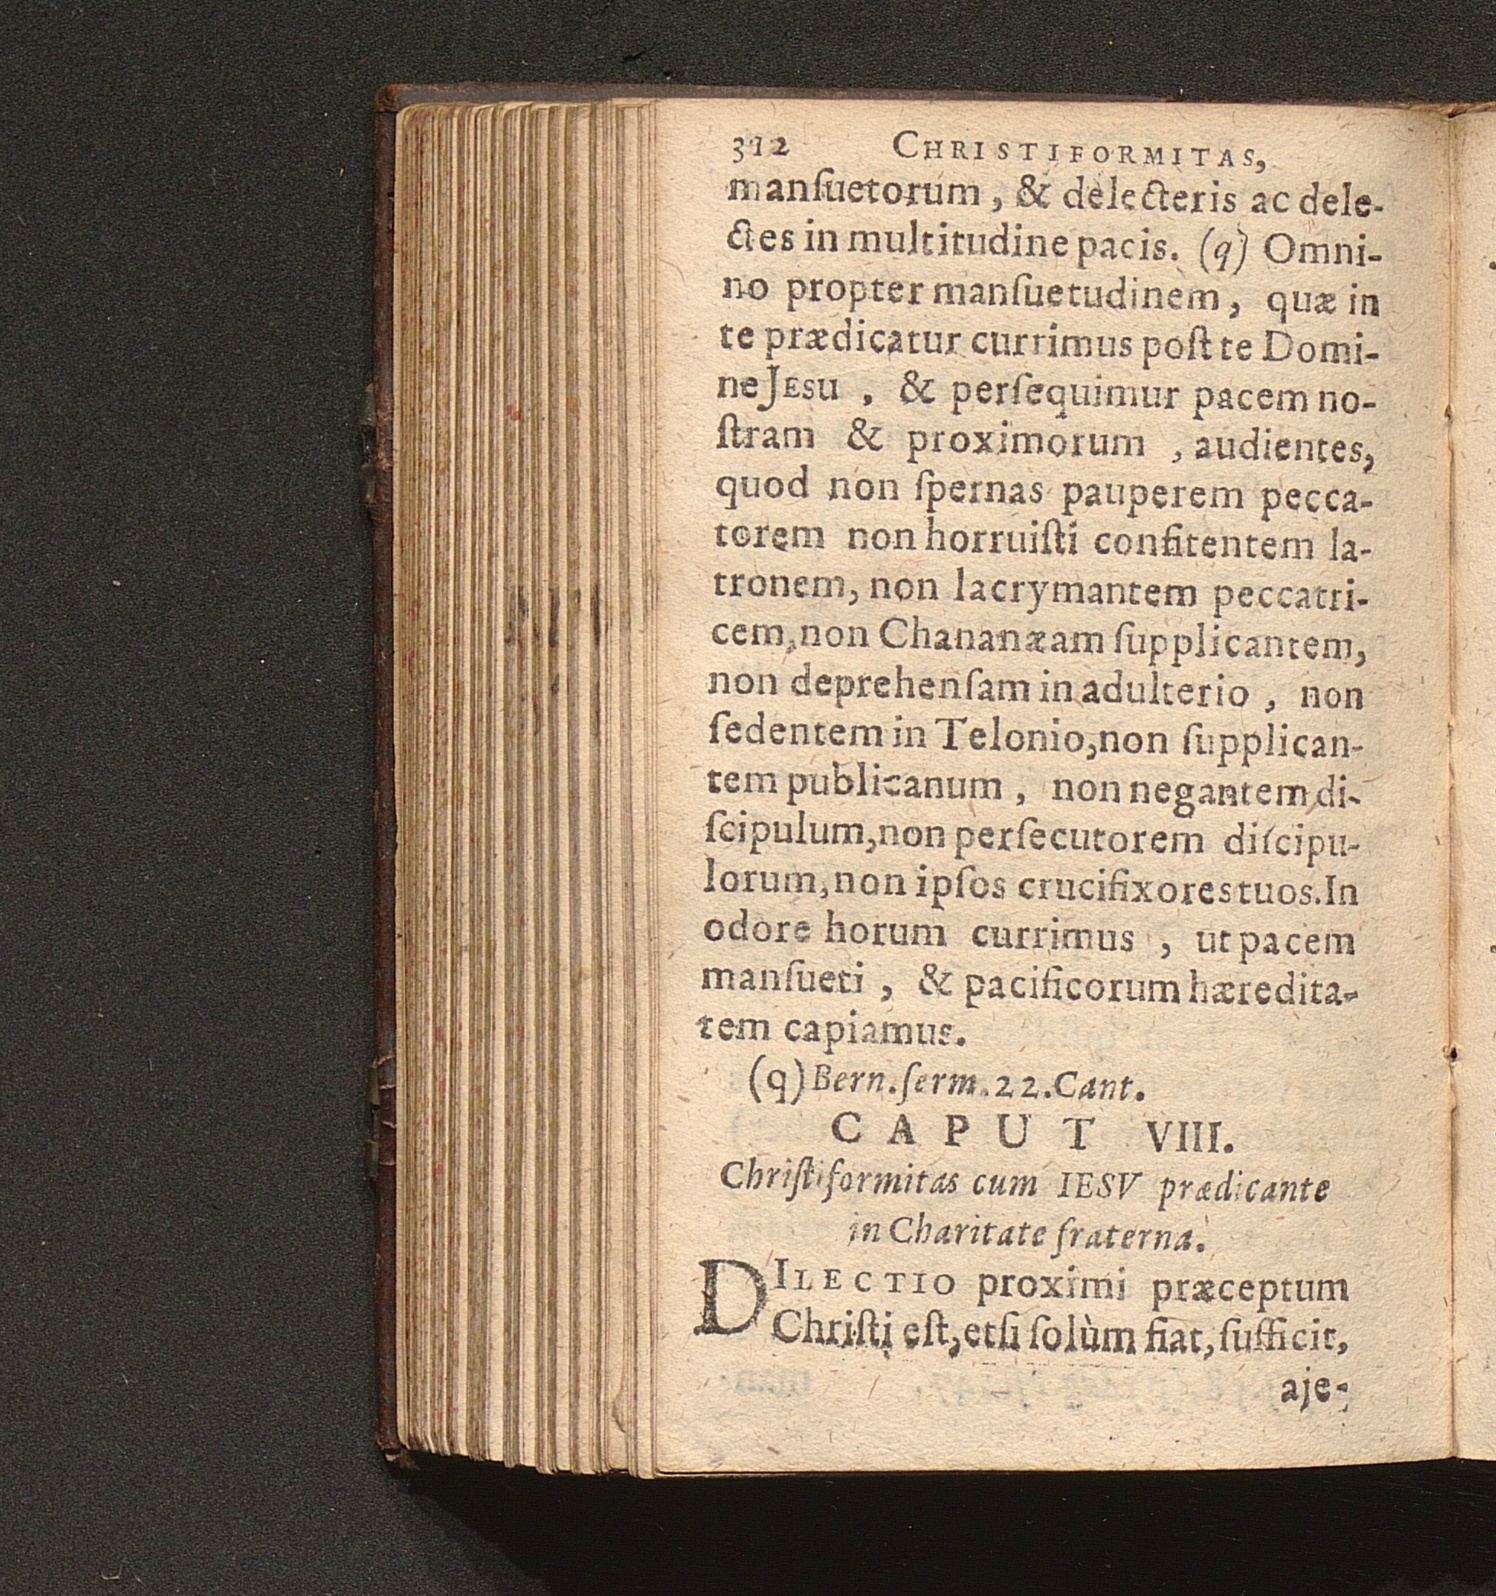 312 CHRISTIFORMITAS,
manſuetorum, & delecteris ac dele-
ctes in multitudine pacis. (q) Omni-
no propter manſuetudinem, quæ in
te prædicatur currimus poſt te Domi-
ne JESU, & perſequimur pacem no-
ſtram & proximorum, audientes,
quod non ſpernas pauperem pecca-
torem non horruiſti confitentem la-
tronem, non lacrymantem peccatri-
cem, non Chananæam ſupplicantem,
non deprehenſam in adulterio, non
ſedentem in Telonio, non ſupplican-
tem publicanum, non negantem di-
ſcipulum, non perſecutorem diſcipu-
lorum, non ipſos crucifixores tuos. In
odore horum currimus, ut pacem
manſueti, & pacificorum hæredita-
tem capiamus.
(q) Bern. ſerm. 22. Cant.
CAPUT VIII.
Chriſtiformitas cum IESV prædicante
in Charitate fraterna.
DILECTIO proximi præceptum
Chriſti eſt, etſi ſolùm fiat, ſufficit,
aje-